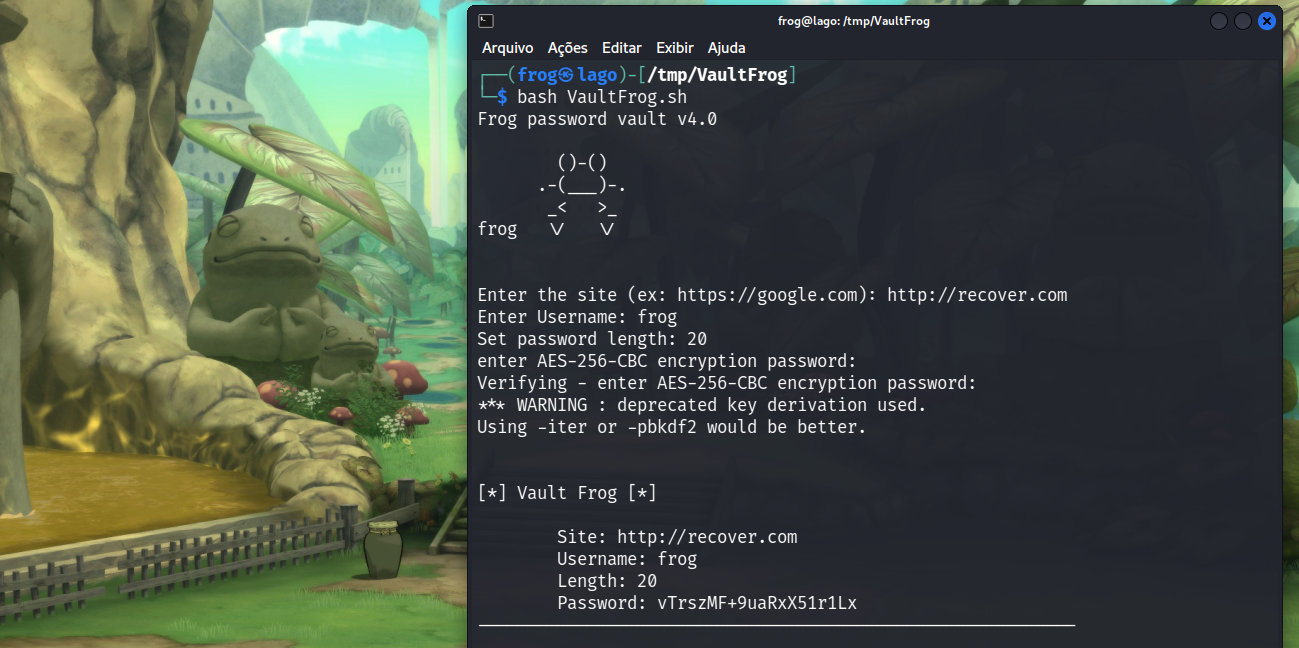 frog@lago: /tmp/VaultFrog
Arquivo Ações Editar Exibir Ajuda
┌──(frog㉿lago)-[/tmp/VaultFrog]
└─$ bash VaultFrog.sh
Frog password vault v4.0
        ()-()
      .-(___)-.
       _<   >_
frog   \/   \/
Enter the site (ex: https://google.com): http://recover.com
Enter Username: frog
Set password length: 20
enter AES-256-CBC encryption password:
Verifying - enter AES-256-CBC encryption password:
*** WARNING : deprecated key derivation used.
Using -iter or -pbkdf2 would be better.
[*] Vault Frog [*]
Site: http://recover.com
Username: frog
Length: 20
Password: vTrszMF+9uaRxX51r1Lx